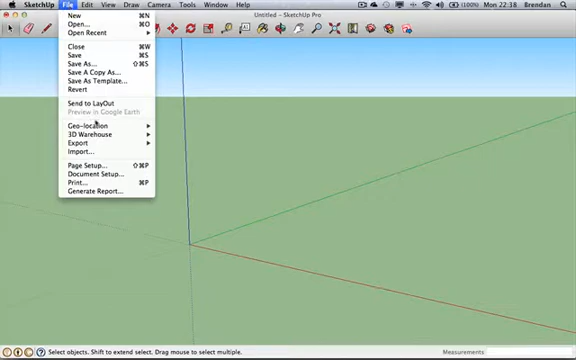 SketchUp File Edit View Draw Camera Tools Window Help (100%) Mon 22:38 Brendan
Untitled - SketchUp Pro
New ⌘N
Open... ⌘O
Open Recent
Close ⌘W
Save ⌘S
Save As... ⇧⌘S
Save A Copy As...
Save As Template...
Revert
Send to LayOut
Preview in Google Earth
Geo-location
3D Warehouse
Export
Import...
Page Setup... ⇧⌘P
Document Setup...
Print... ⌘P
Generate Report...
Select objects. Shift to extend select. Drag mouse to select multiple. Measurements